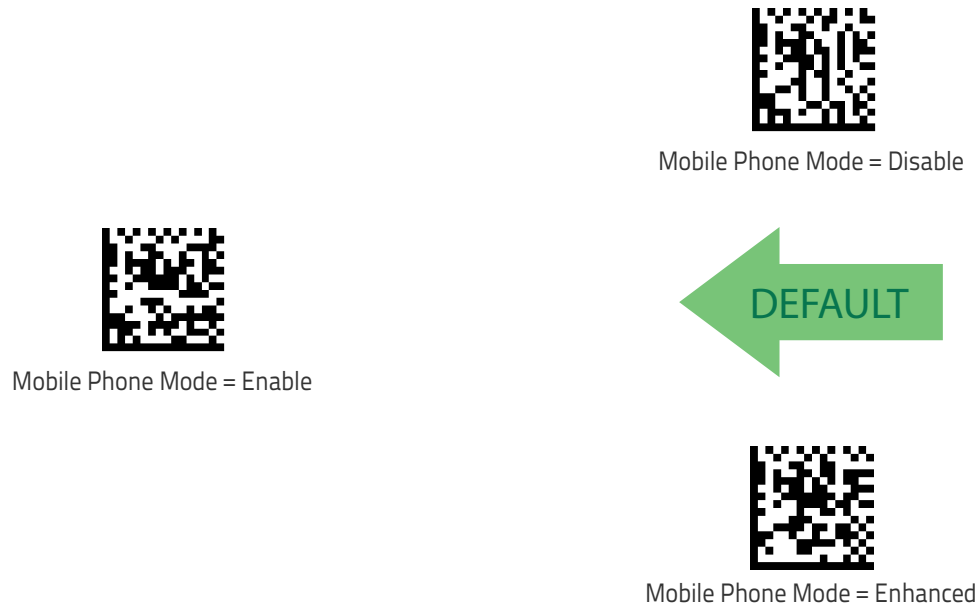 Mobile Phone Mode = Disable
Mobile Phone Mode = Enable
DEFAULT
Mobile Phone Mode = Enhanced